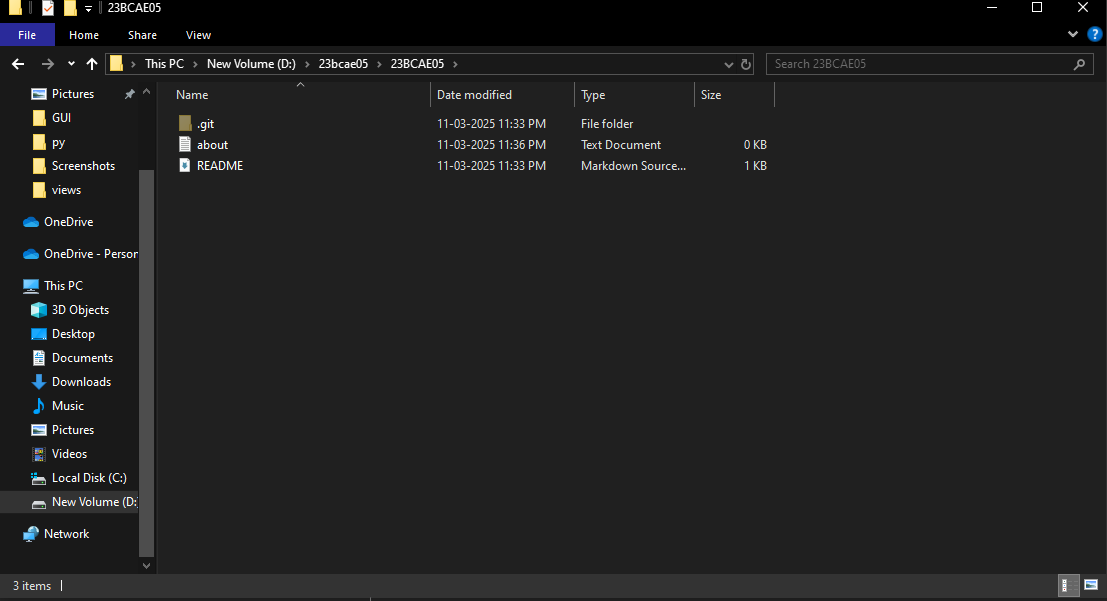 23BCAE05
File Home Share View
This PC New Volume (D:) 23bcae05 23BCAE05 Search 23BCAE05
Pictures
GUI
py
Screenshots
views
OneDrive
OneDrive - Person
This PC
3D Objects
Desktop
Documents
Downloads
Music
Pictures
Videos
Local Disk (C:)
New Volume (D:
Network
Name Date modified Type Size
.git 11-03-2025 11:33 PM File folder
about 11-03-2025 11:36 PM Text Document 0 KB
README 11-03-2025 11:33 PM Markdown Source... 1 KB
3 items